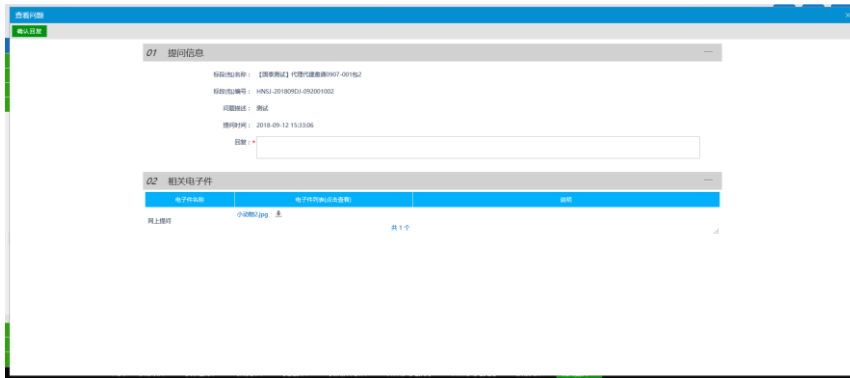 查看问题
确认回复
01 提问信息
标段(包)名称： 【国泰测试】代理代建邀请0907-001包2
标段(包)编号： HNSJ-201809DJ-092001002
问题描述： 测试
提问时间： 2018-09-12 15:33:06
回复：*
02 相关电子件
电子件名称 电子件列表(点击查看) 说明
网上提问 小动物2.jpg
共 1 个